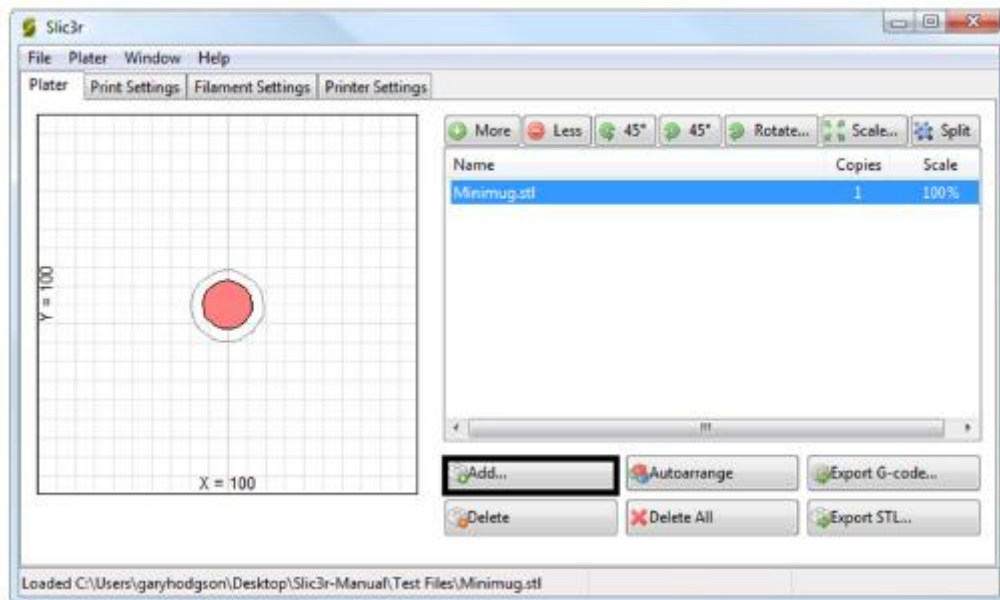 Slic3r
File Plater Window Help
Plater Print Settings Filament Settings Printer Settings
More Less 45° 45° Rotate... Scale... Split
Name Copies Scale
Minimug.stl 1 100%
Y = 100
X = 100
Add... Autoarrange Export G-code...
Delete Delete All Export STL...
Loaded C:\Users\garyhodgson\Desktop\Slic3r-Manual\Test Files\Minimug.stl